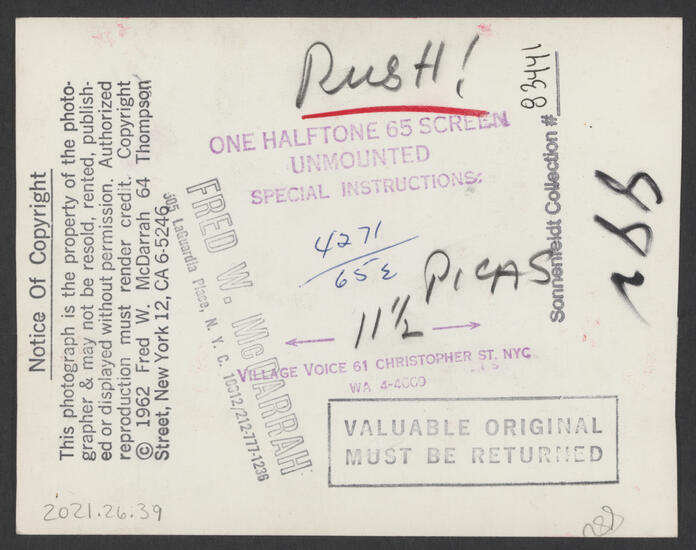 RUSH!
ONE HALFTONE 65 SCREEN
UNMOUNTED
SPECIAL INSTRUCTIONS:
4271
65
PICAS
11 1/2
VILLAGE VOICE 61 CHRISTOPHER ST. NYC
WA 4-4669
VALUABLE ORIGINAL
MUST BE RETURNED
Notice Of Copyright
This photograph is the property of the photo-
grapher & may not be resold, rented, publish-
ed or displayed without permission. Authorized
reproduction must render credit. Copyright
© 1962 Fred W. McDarrah 64 Thompson
Street, New York 12, CA 6-5246
FRED W. McDARRAH
505 LaGuardia Place, N. Y. C. 10012/212-777-1236
Sonnenfeldt Collection # 83441
2021.26.39